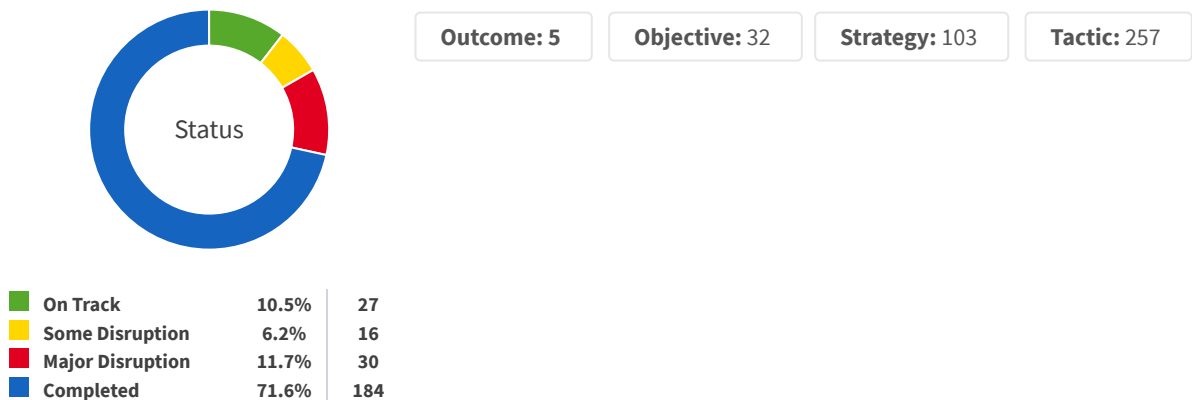 Outcome: 5 Objective: 32 Strategy: 103 Tactic: 257
Status
On Track 10.5% 27
Some Disruption 6.2% 16
Major Disruption 11.7% 30
Completed 71.6% 184